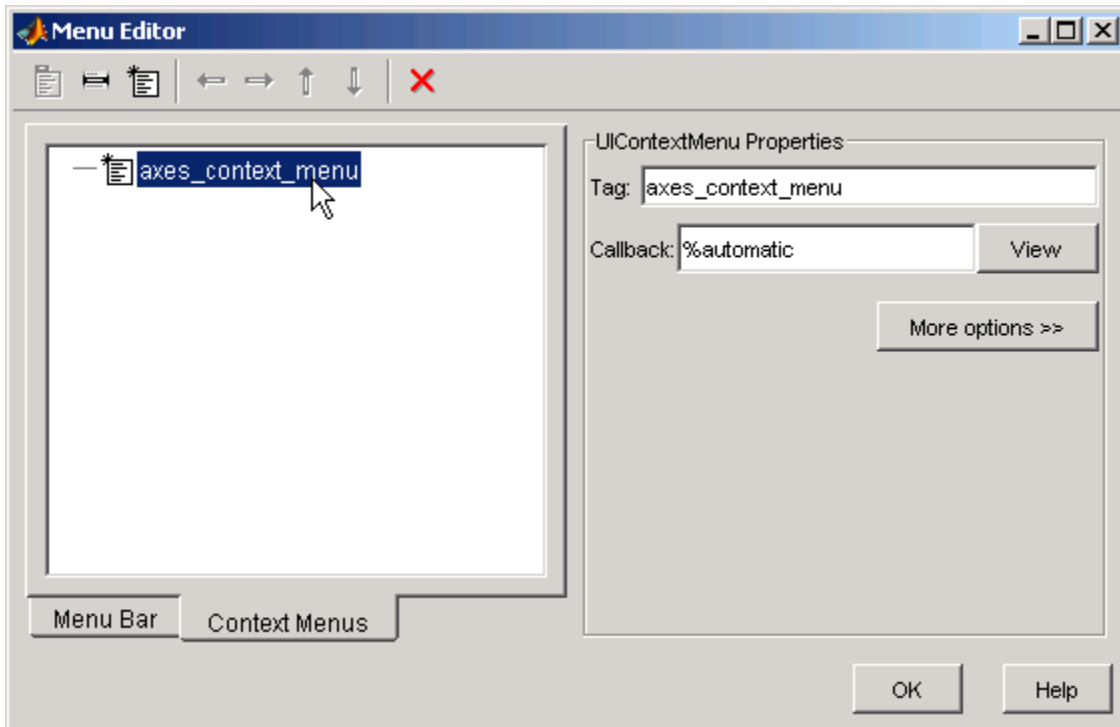 Menu Editor
axes_context_menu
UIContextMenu Properties
Tag: axes_context_menu
Callback: %automatic View
More options >>
Menu Bar Context Menus
OK Help